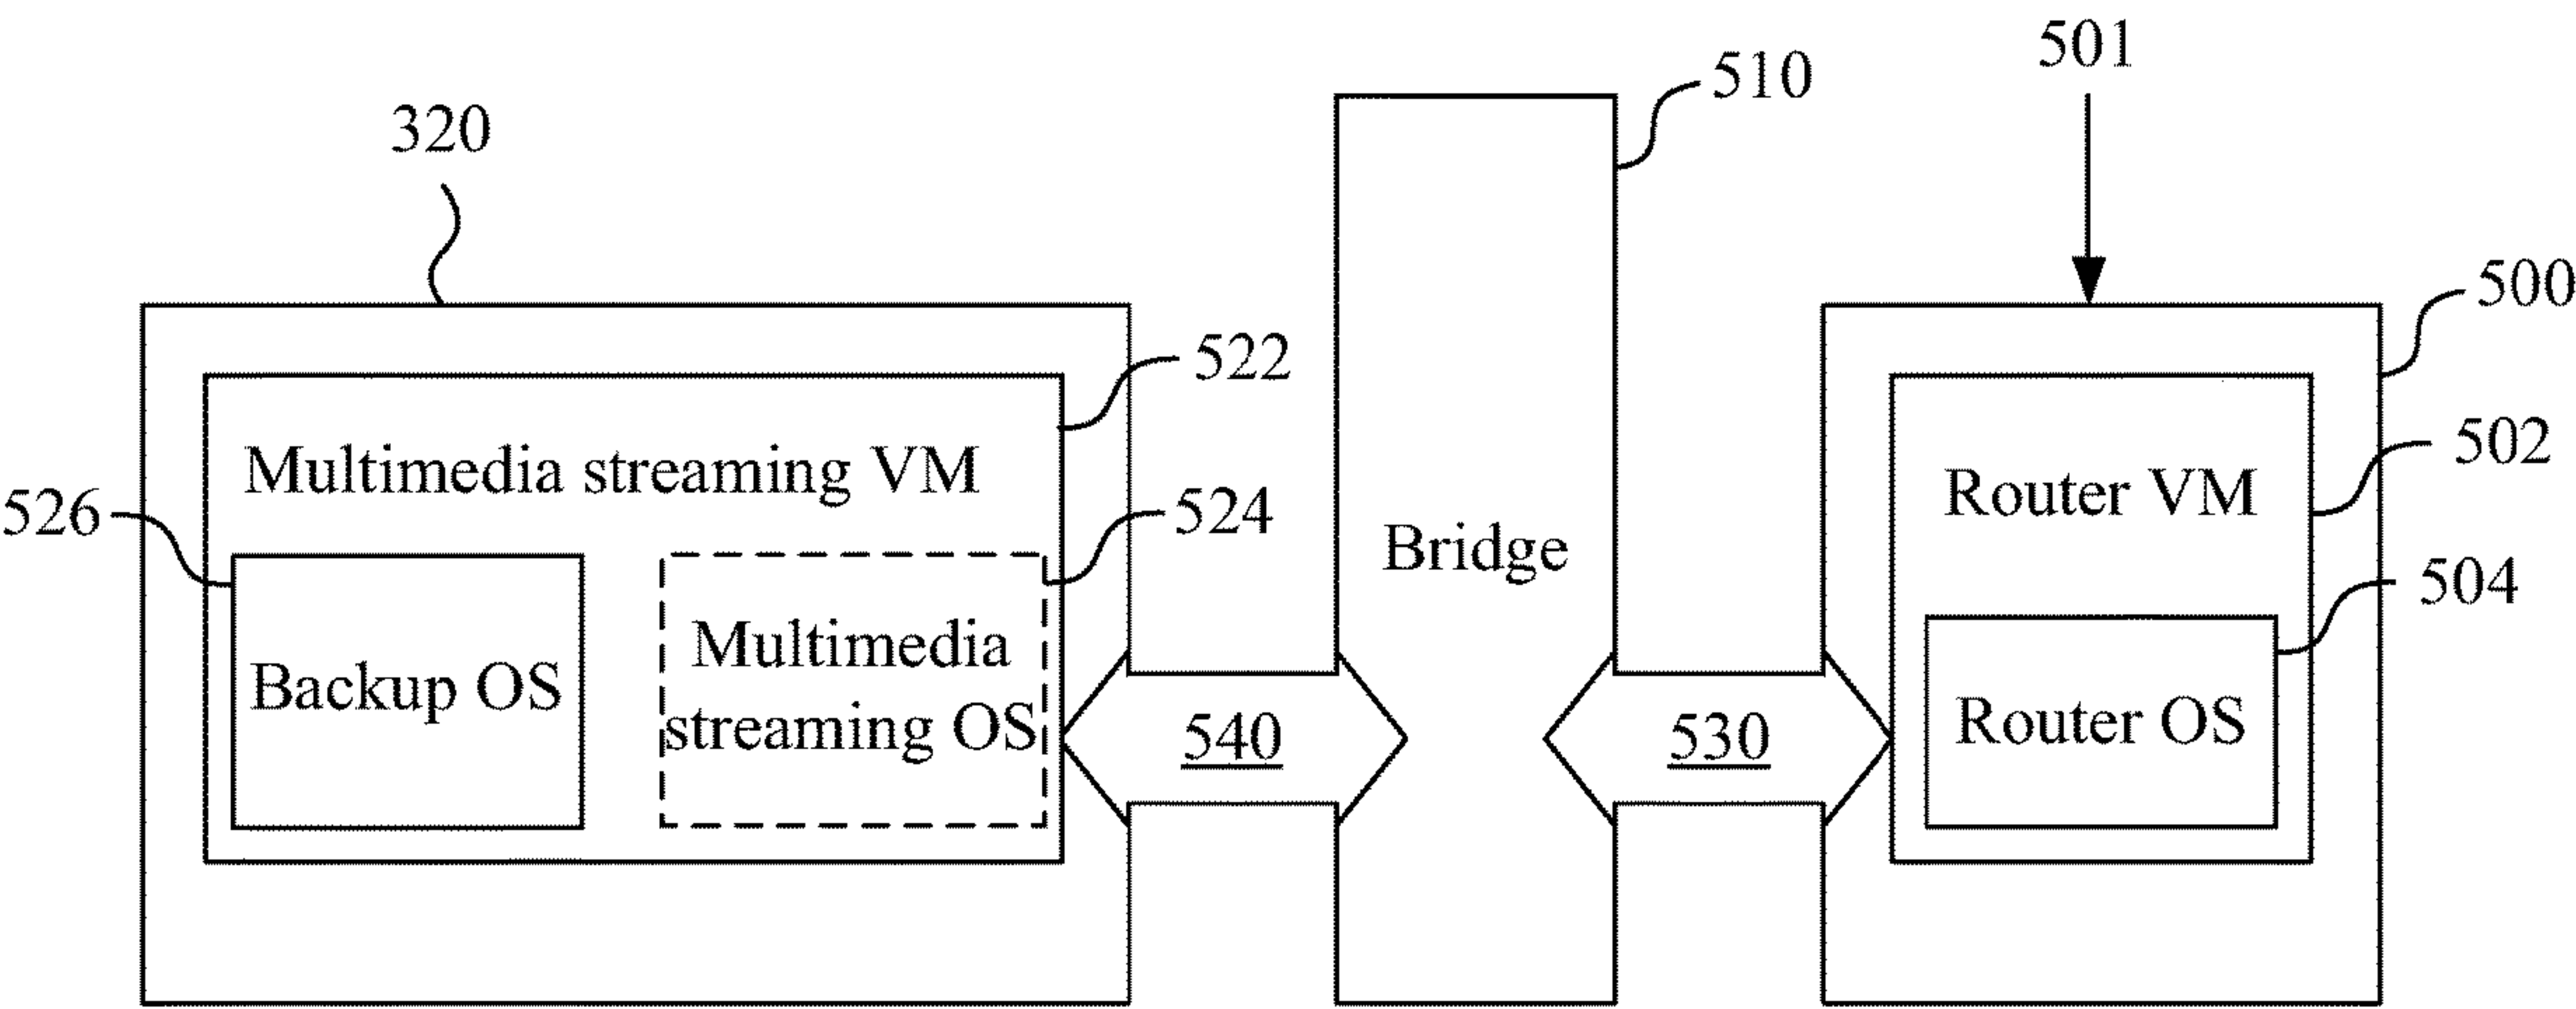 501
510
320
500
522
502
Multimedia streaming VM
Router VM
526
524
Bridge
504
Multimedia
Backup OS
streaming OS
Router OS
540
530